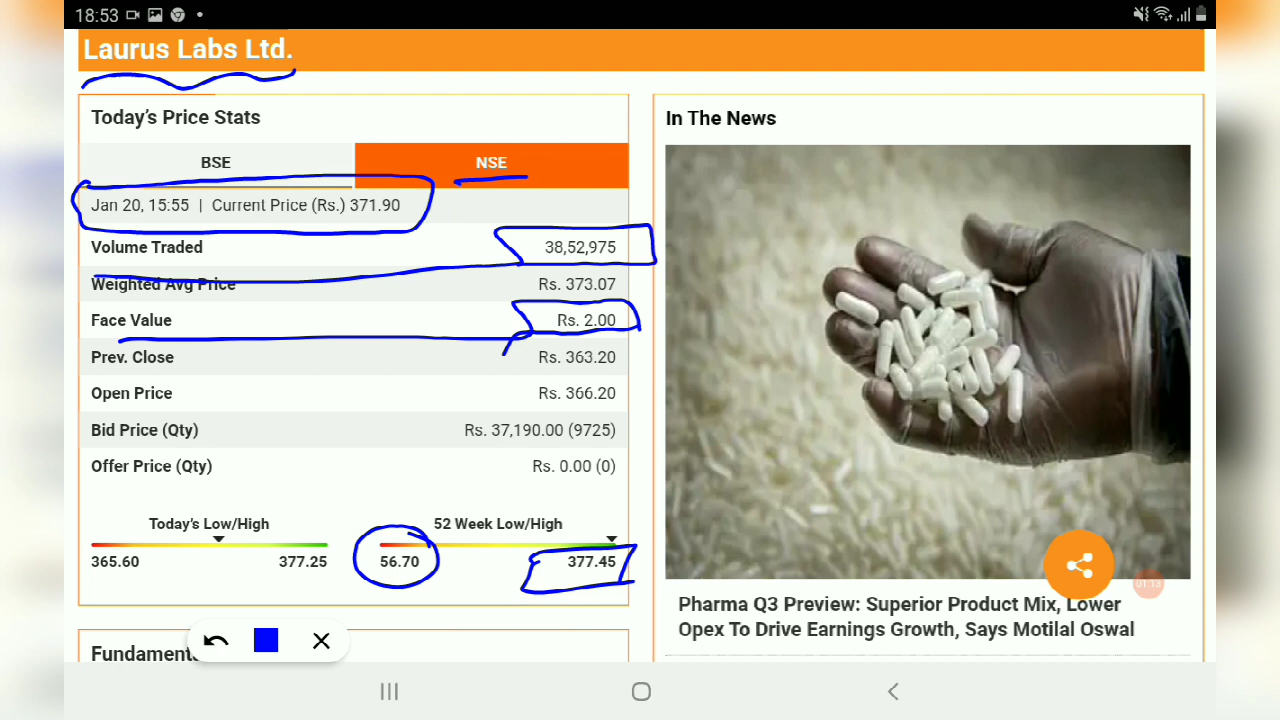 18:53
Laurus Labs Ltd.
Today's Price Stats
BSE NSE
Jan 20, 15:55 | Current Price (Rs.) 371.90
Volume Traded 38,52,975
Weighted Avg Price Rs. 373.07
Face Value Rs. 2.00
Prev. Close Rs. 363.20
Open Price Rs. 366.20
Bid Price (Qty) Rs. 37,190.00 (9725)
Offer Price (Qty) Rs. 0.00 (0)
Today's Low/High 52 Week Low/High
365.60 377.25 56.70 377.45
Fundament
In The News
01:13
Pharma Q3 Preview: Superior Product Mix, Lower
Opex To Drive Earnings Growth, Says Motilal Oswal